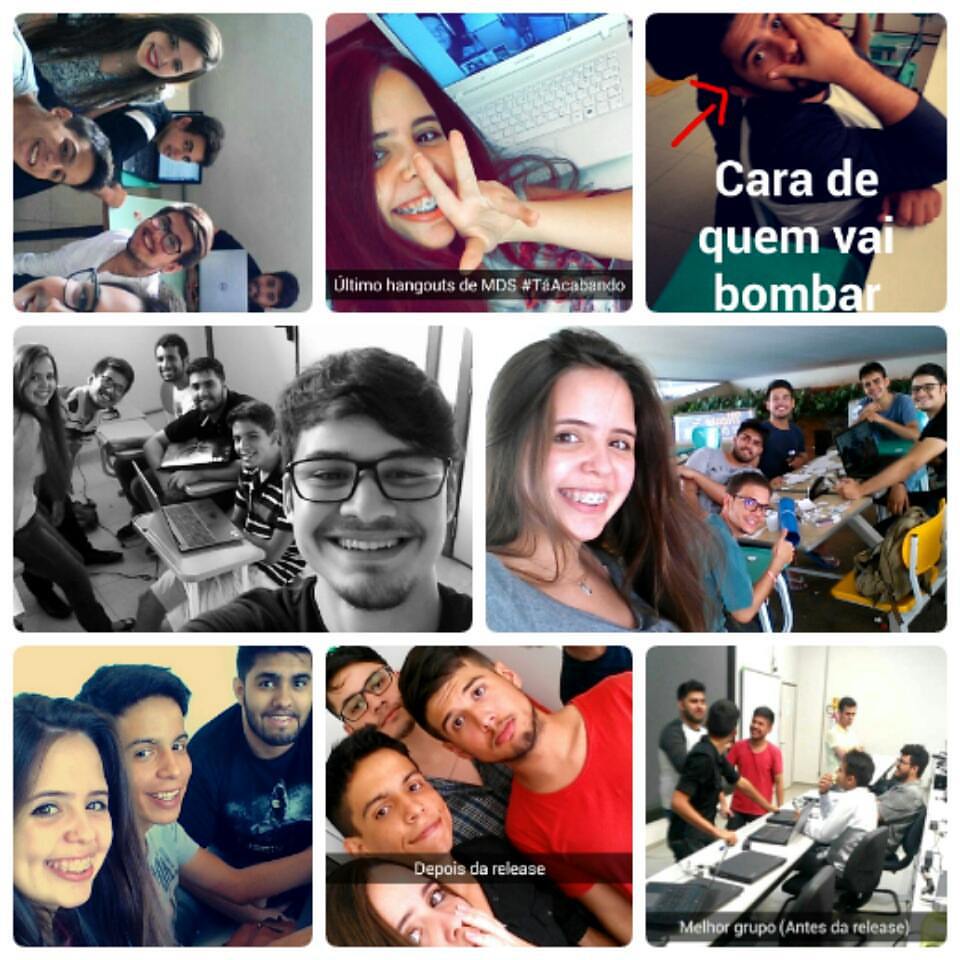 Último hangouts de MDS #TáAcabando
Cara de
quem vai
bombar
Depois da release
Melhor grupo (Antes da release)